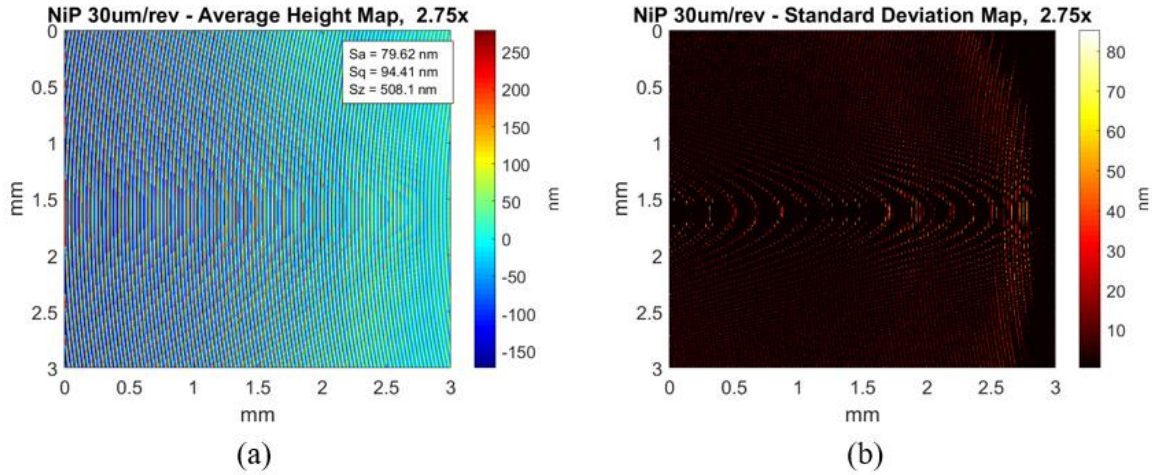 NiP 30um/rev - Average Height Map,  2.75x
Sa = 79.62 nm
Sq = 94.41 nm
Sz = 508.1 nm
0
0.5
1
1.5
2
2.5
3
mm
0 0.5 1 1.5 2 2.5 3
mm
250
200
150
100
50
0
-50
-100
-150
nm
(a)
NiP 30um/rev - Standard Deviation Map,  2.75x
0
0.5
1
1.5
2
2.5
3
mm
0 0.5 1 1.5 2 2.5 3
mm
80
70
60
50
40
30
20
10
nm
(b)